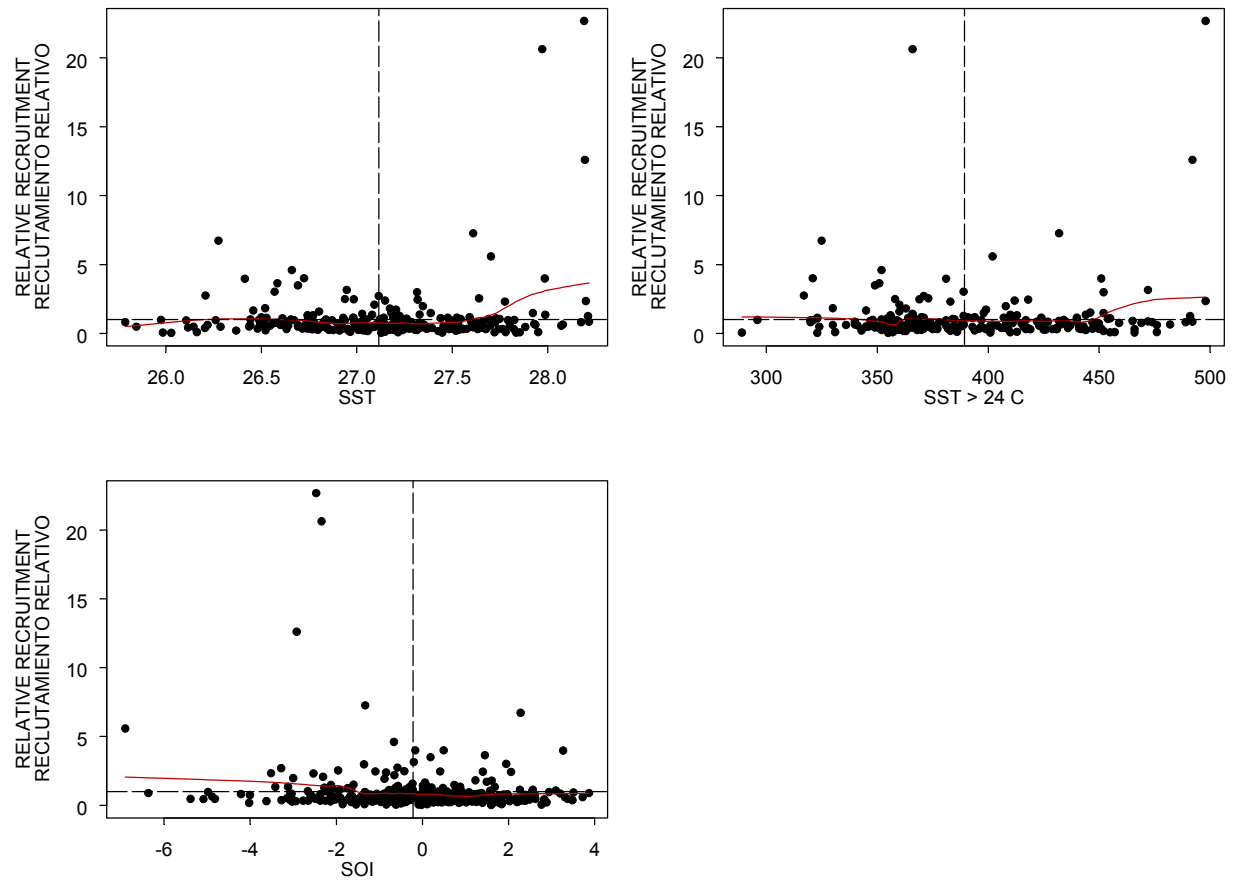 RELATIVE RECRUITMENT
RECLUTAMIENTO RELATIVO
20
15
10
5
0
26.0 26.5 27.0 27.5 28.0
SST
RELATIVE RECRUITMENT
RECLUTAMIENTO RELATIVO
20
15
10
5
0
300 350 400 450 500
SST > 24 C
RELATIVE RECRUITMENT
RECLUTAMIENTO RELATIVO
20
15
10
5
0
-6 -4 -2 0 2 4
SOI